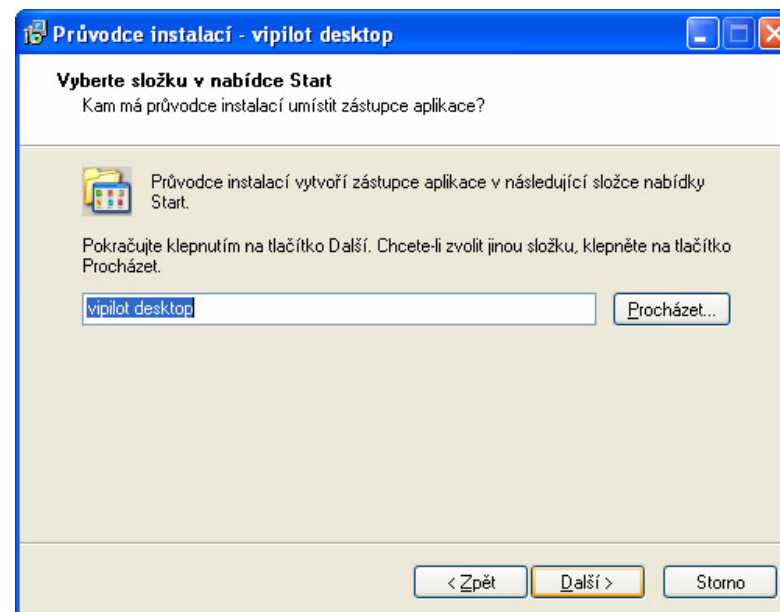 Průvodce instalací - vipilot desktop
Vyberte složku v nabídce Start
Kam má průvodce instalací umístit zástupce aplikace?
Průvodce instalací vytvoří zástupce aplikace v následující složce nabídky
Start.
Pokračujte klepnutím na tlačítko Další. Chcete-li zvolit jinou složku, klepněte na tlačítko
Procházet.
vipilot desktop
Procházet...
< Zpět
Další >
Storno